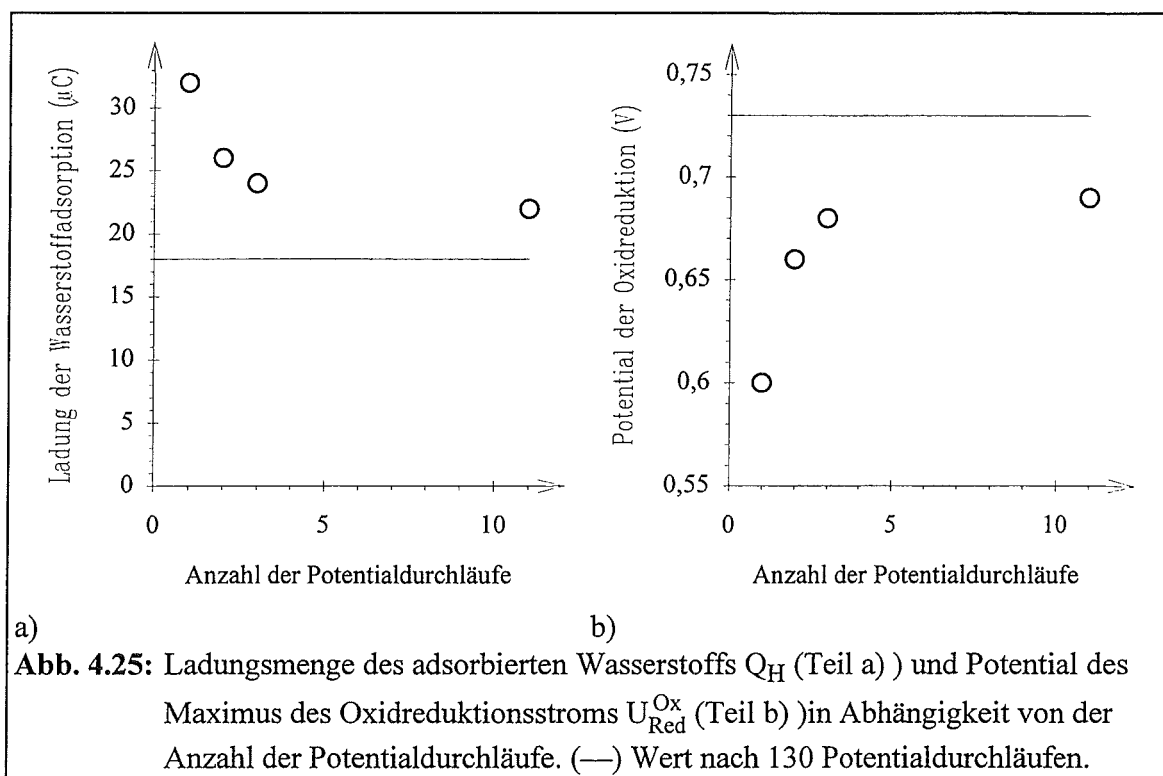 Ladung der Wasserstoffadsorption (µC)
30
25
20
15
10
5
0
0
5
10
Anzahl der Potentialdurchläufe
a)
Potential der Oxidreduktion (V)
0,75
0,7
0,65
0,6
0,55
0
5
10
Anzahl der Potentialdurchläufe
b)
Abb. 4.25: Ladungsmenge des adsorbierten Wasserstoffs Q_H (Teil a) ) und Potential des
Maximus des Oxidreduktionsstroms U_Red^Ox (Teil b) )in Abhängigkeit von der
Anzahl der Potentialdurchläufe. (—) Wert nach 130 Potentialdurchläufen.